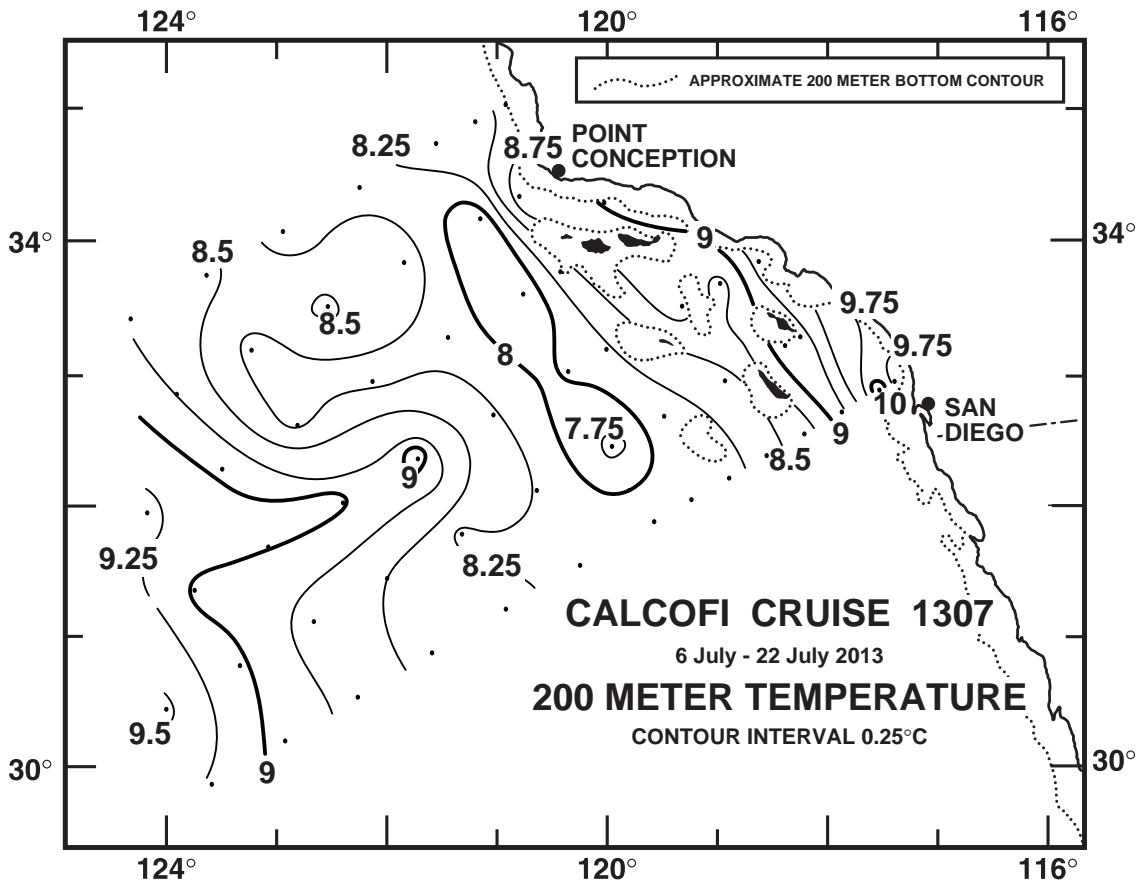 124° 120° 116°
APPROXIMATE 200 METER BOTTOM CONTOUR
8.25
8.75
POINT
CONCEPTION
34°
34°
8.5
9
8.5
9.75
9.75
8
10
SAN
DIEGO
7.75
9
8.5
9
9.25
8.25
CALCOFI CRUISE 1307
6 July - 22 July 2013
200 METER TEMPERATURE
CONTOUR INTERVAL 0.25°C
9.5
9
30°
30°
124° 120° 116°